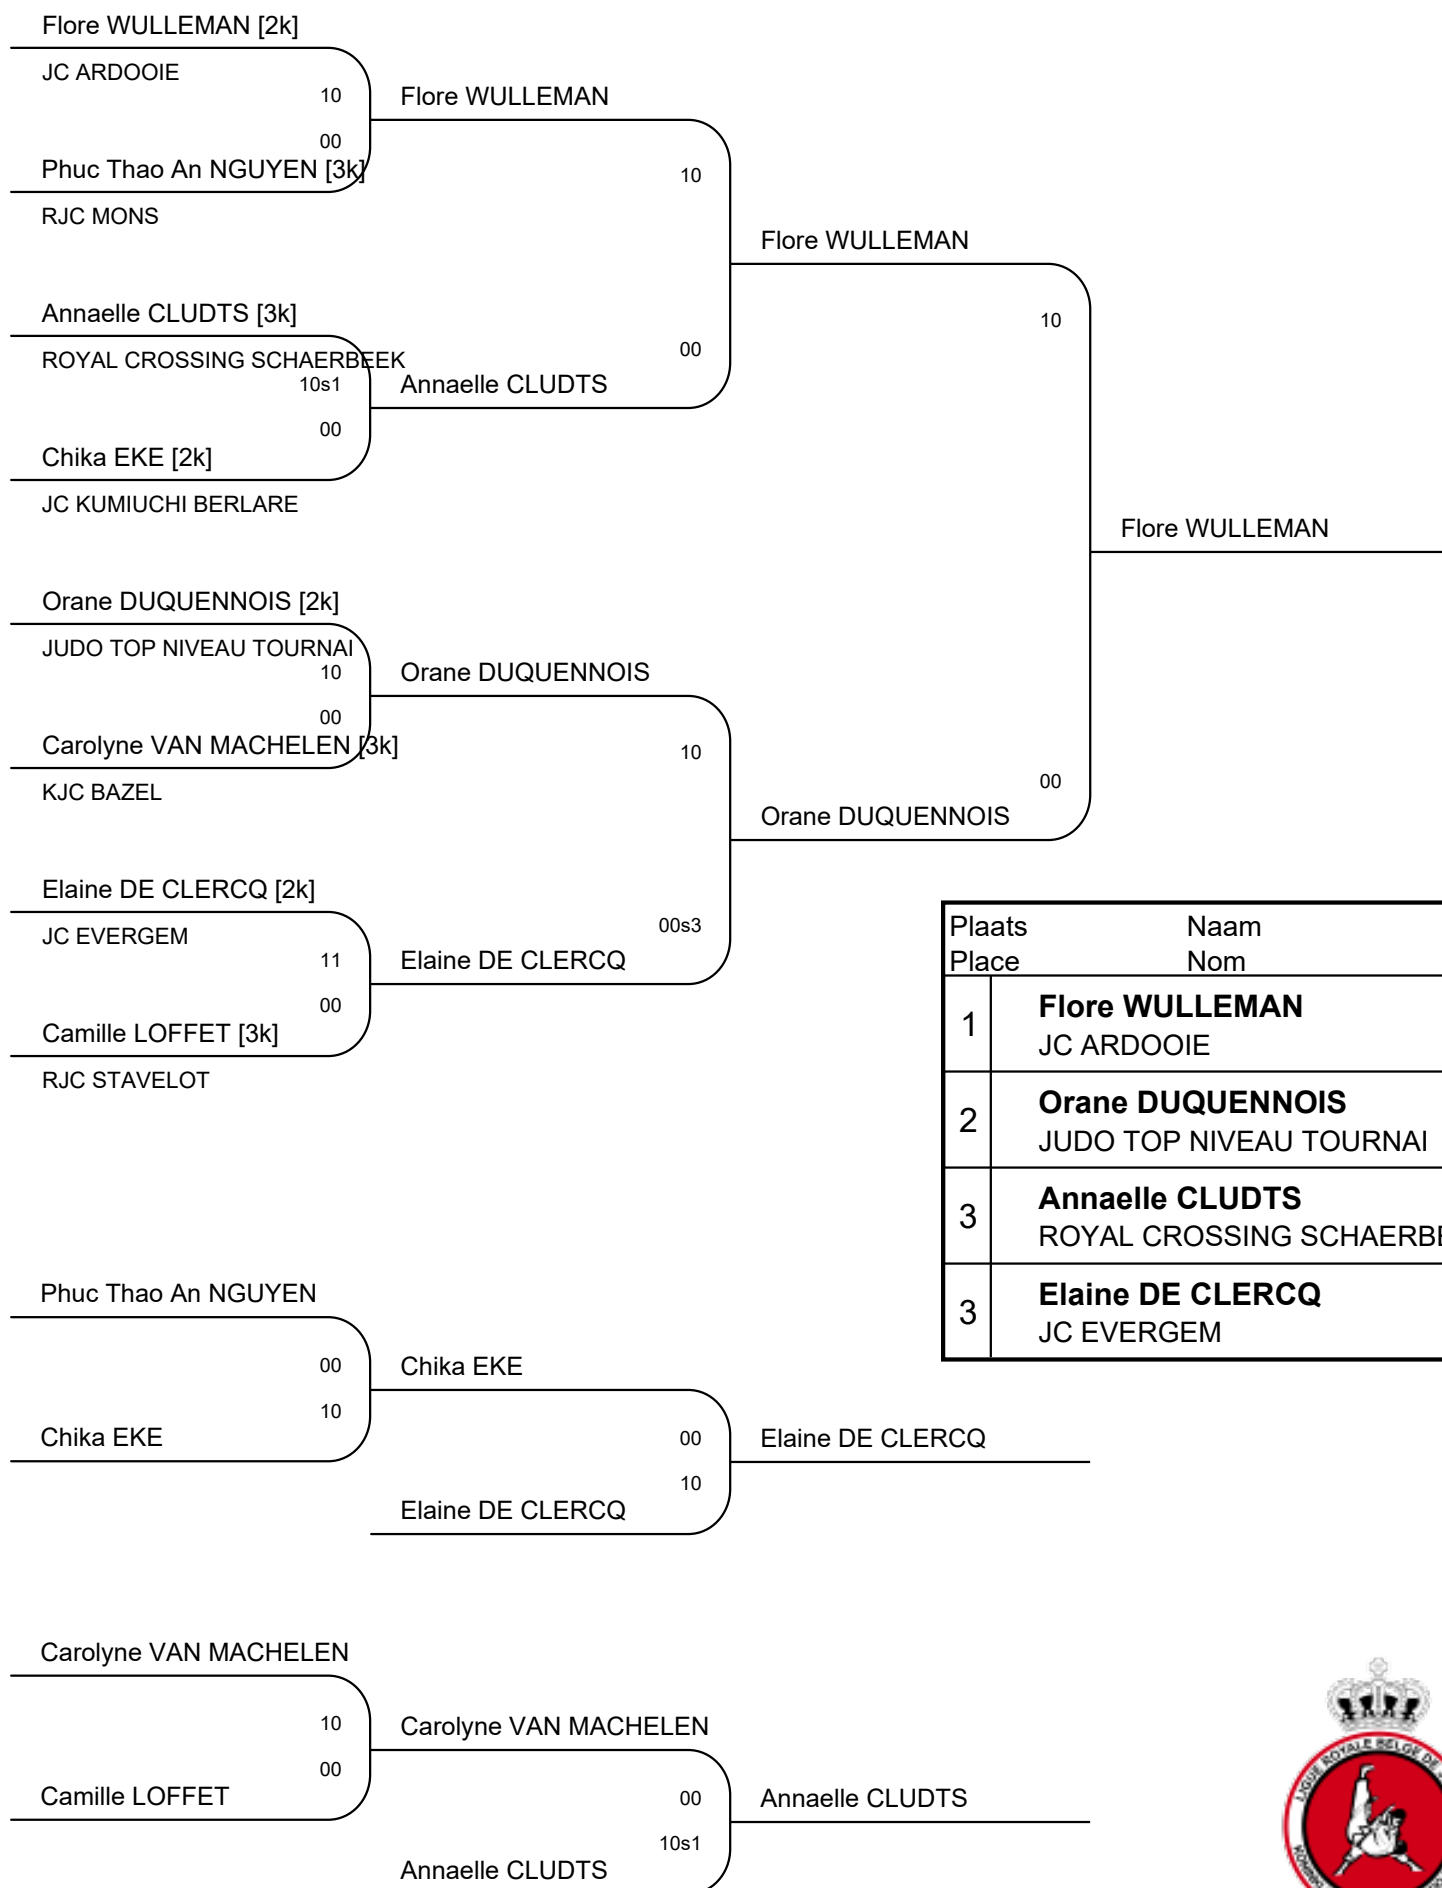 Flore WULLEMAN [2k]
JC ARDOOIE
10
00
Phuc Thao An NGUYEN [3k]
RJC MONS
Flore WULLEMAN
10
00
Annaelle CLUDTS [3k]
ROYAL CROSSING SCHAERBEEK
10s1
00
Chika EKE [2k]
JC KUMIUCHI BERLARE
Annaelle CLUDTS
Flore WULLEMAN
10
00
Flore WULLEMAN
Orane DUQUENNOIS [2k]
JUDO TOP NIVEAU TOURNAI
10
00
Carolyne VAN MACHELEN [3k]
KJC BAZEL
Orane DUQUENNOIS
10
00s3
Orane DUQUENNOIS
Elaine DE CLERCQ [2k]
JC EVERGEM
11
00
Camille LOFFET [3k]
RJC STAVELOT
Elaine DE CLERCQ
Plaats Naam
Place Nom
1 Flore WULLEMAN
JC ARDOOIE
2 Orane DUQUENNOIS
JUDO TOP NIVEAU TOURNAI
3 Annaelle CLUDTS
ROYAL CROSSING
3 Elaine DE CLERCQ
JC EVERGEM
Phuc Thao An NGUYEN
00
10
Chika EKE
Chika EKE
00
10
Elaine DE CLERCQ
Elaine DE CLERCQ
Carolyne VAN MACHELEN
10
00
Camille LOFFET
Carolyne VAN MACHELEN
00
10s1
Annaelle CLUDTS
Annaelle CLUDTS
LIGUE ROYALE BELGE DE